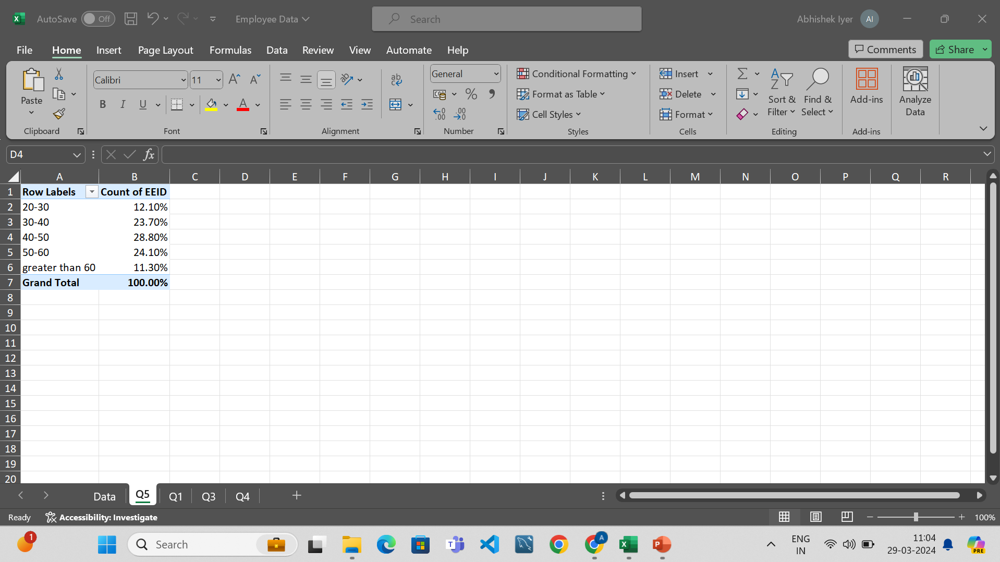 AutoSave Off Employee Data Search Abhishek Iyer AI
File Home Insert Page Layout Formulas Data Review View Automate Help Comments Share
Paste
Clipboard
Calibri 11
B I U
Font
ab
Alignment
General
% ,
Number
Conditional Formatting
Format as Table
Cell Styles
Styles
Insert
Delete
Format
Cells
Sort & Filter
Find & Select
Editing
Add-ins
Add-ins
Analyze Data
D4 fx
A B C D E F G H I J K L M N O P Q R
1 Row Labels Count of EEID
2 20-30 12.10%
3 30-40 23.70%
4 40-50 28.80%
5 50-60 24.10%
6 greater than 60 11.30%
7 Grand Total 100.00%
8
9
10
11
12
13
14
15
16
17
18
19
20
Data Q5 Q1 Q3 Q4
Ready Accessibility: Investigate 100%
1 Search ENG 11:04
IN 29-03-2024 PRE